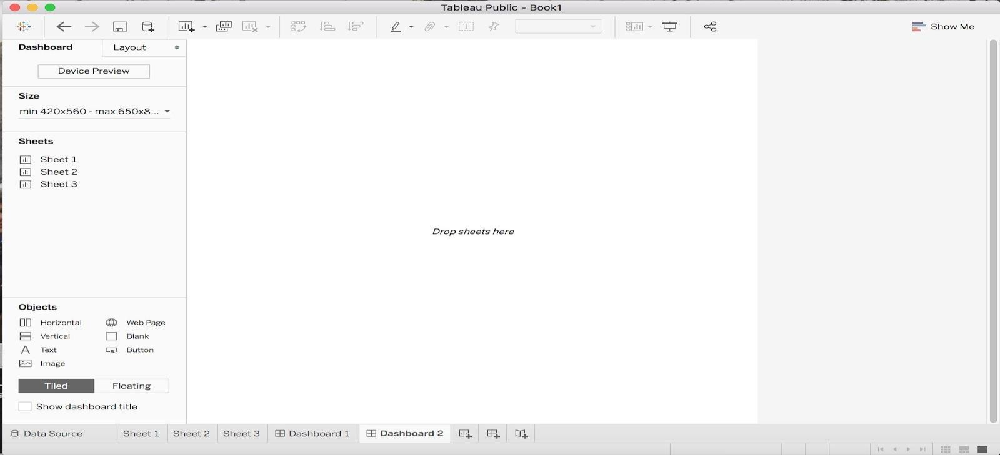 Tableau Public - Book1
Show Me
Dashboard
Layout
Device Preview
Size
min 420x560 - max 650x8...
Sheets
Sheet 1
Sheet 2
Sheet 3
Drop sheets here
Objects
Horizontal
Web Page
Vertical
Blank
A Text
Button
Image
Tiled
Floating
Show dashboard title
Data Source
Sheet 1
Sheet 2
Sheet 3
Dashboard 1
Dashboard 2